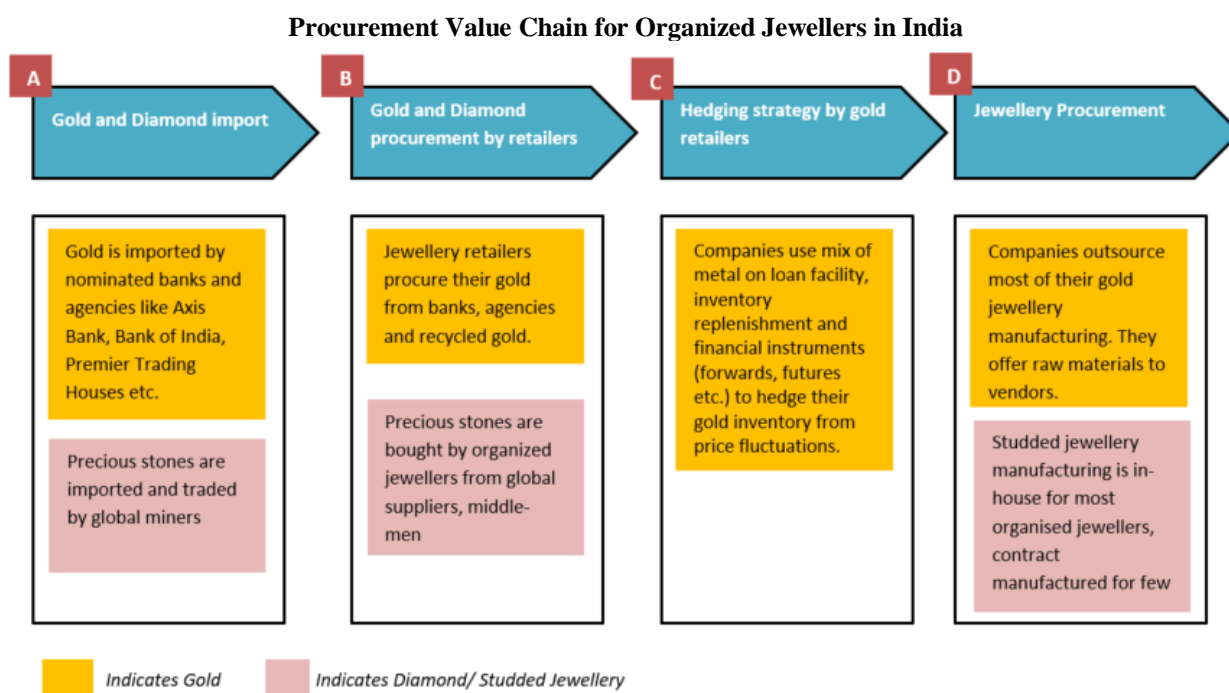 Procurement Value Chain for Organized Jewellers in India
A
Gold and Diamond import
B
Gold and Diamond
procurement by retailers
C
Hedging strategy by gold
retailers
D
Jewellery Procurement
Gold is imported by
nominated banks and
agencies like Axis
Bank, Bank of India,
Premier Trading
Houses etc.
Precious stones are
imported and traded
by global miners
Jewellery retailers
procure their gold
from banks, agencies
and recycled gold.
Precious stones are
bought by organized
jewellers from global
suppliers, middle-
men
Companies use mix of
metal on loan facility,
inventory
replenishment and
financial instruments
(forwards, futures
etc.) to hedge their
gold inventory from
price fluctuations.
Companies outsource
most of their gold
jewellery
manufacturing. They
offer raw materials to
vendors.
Studded jewellery
manufacturing is in-
house for most
organised jewellers,
contract
manufactured for few
Indicates Gold
Indicates Diamond/ Studded Jewellery